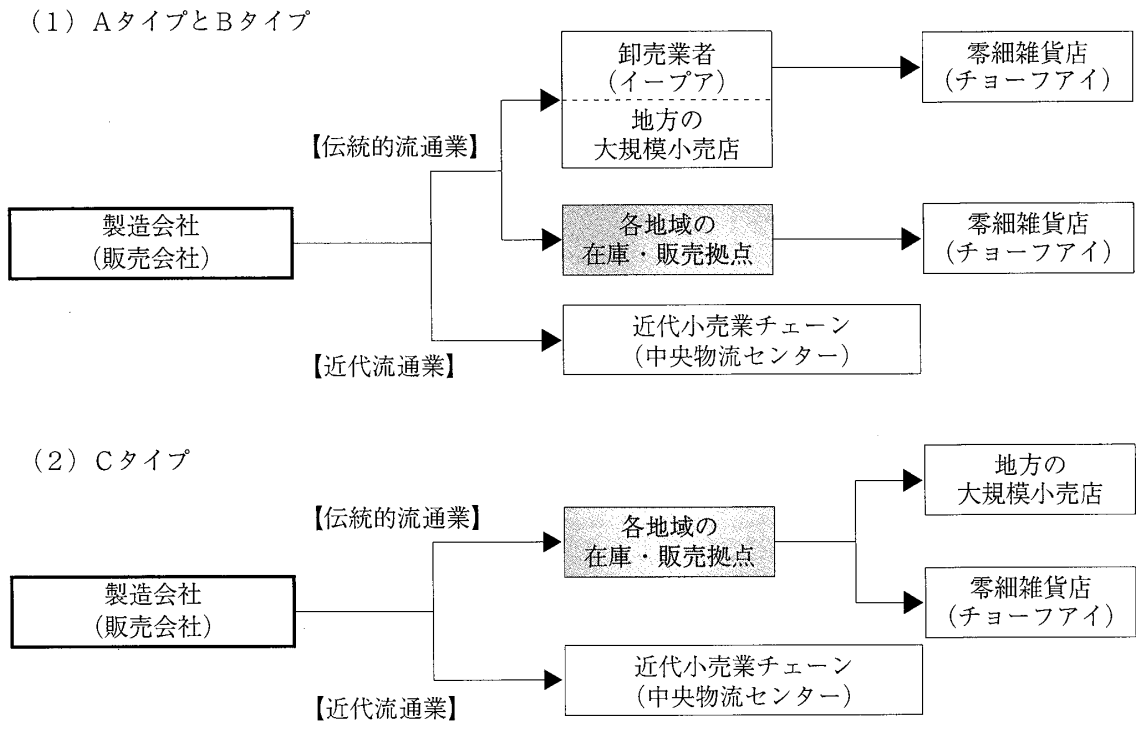 （1）AタイプとBタイプ
卸売業者
（イープア）
地方の
大規模小売店
零細雑貨店
（チョーフアイ）
【伝統的流通業】
製造会社
（販売会社）
各地域の
在庫・販売拠点
零細雑貨店
（チョーフアイ）
近代小売業チェーン
（中央物流センター）
【近代流通業】
（2）Cタイプ
地方の
大規模小売店
【伝統的流通業】
各地域の
在庫・販売拠点
製造会社
（販売会社）
零細雑貨店
（チョーフアイ）
近代小売業チェーン
（中央物流センター）
【近代流通業】